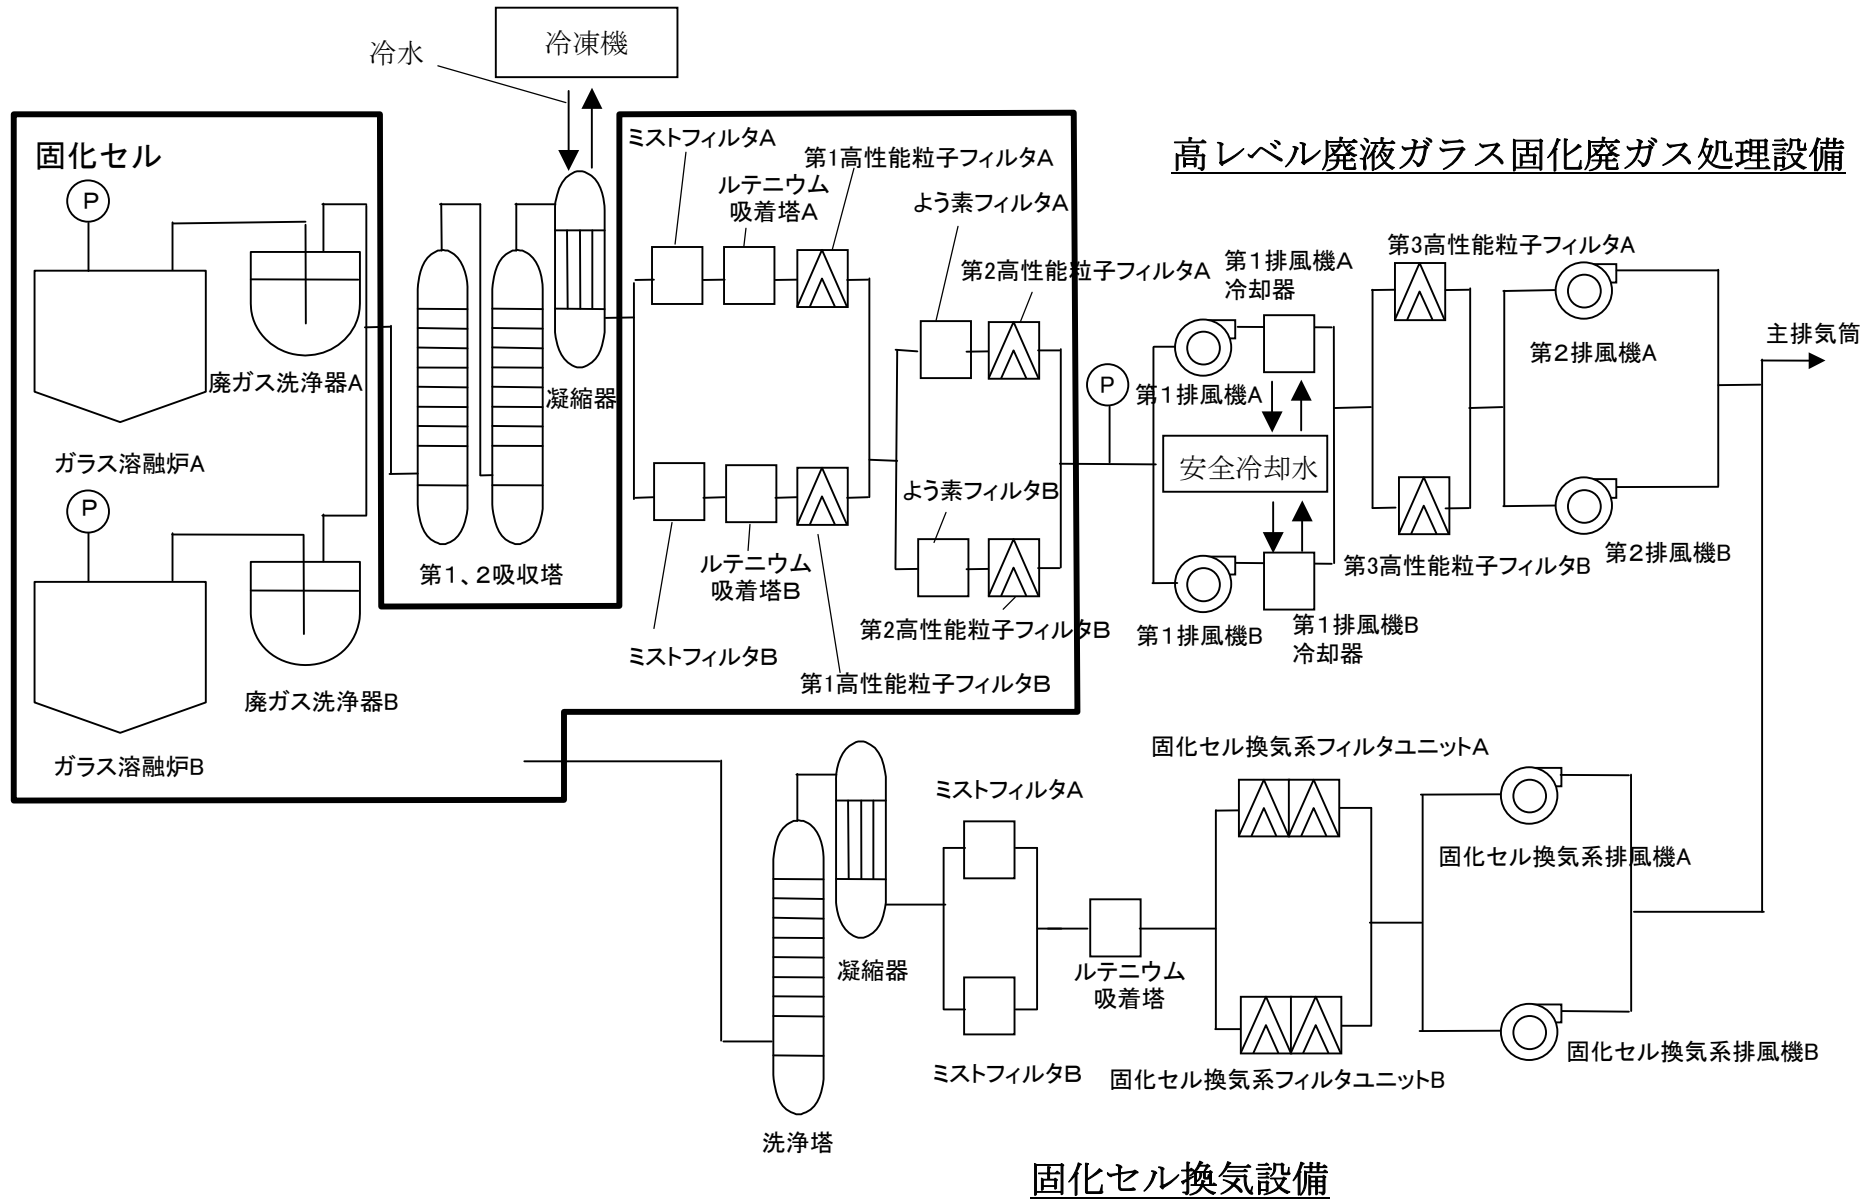 冷凍機
冷水
固化セル
P
ガラス溶融炉A
廃ガス洗浄器A
P
ガラス溶融炉B
廃ガス洗浄器B
第1、2吸収塔
凝縮器
ミストフィルタA
ルテニウム
吸着塔A
第1高性能粒子フィルタA
よう素フィルタA
第2高性能粒子フィルタA
ミストフィルタB
ルテニウム
吸着塔B
第1高性能粒子フィルタB
よう素フィルタB
第2高性能粒子フィルタB
高レベル廃液ガラス固化廃ガス処理設備
P
第1排風機A
第1排風機A
冷却器
安全冷却水
第1排風機B
第1排風機B
冷却器
第3高性能粒子フィルタA
第3高性能粒子フィルタB
第2排風機A
第2排風機B
主排気筒
洗浄塔
凝縮器
ミストフィルタA
ミストフィルタB
ルテニウム
吸着塔
固化セル換気系フィルタユニットA
固化セル換気系フィルタユニットB
固化セル換気系排風機A
固化セル換気系排風機B
固化セル換気設備